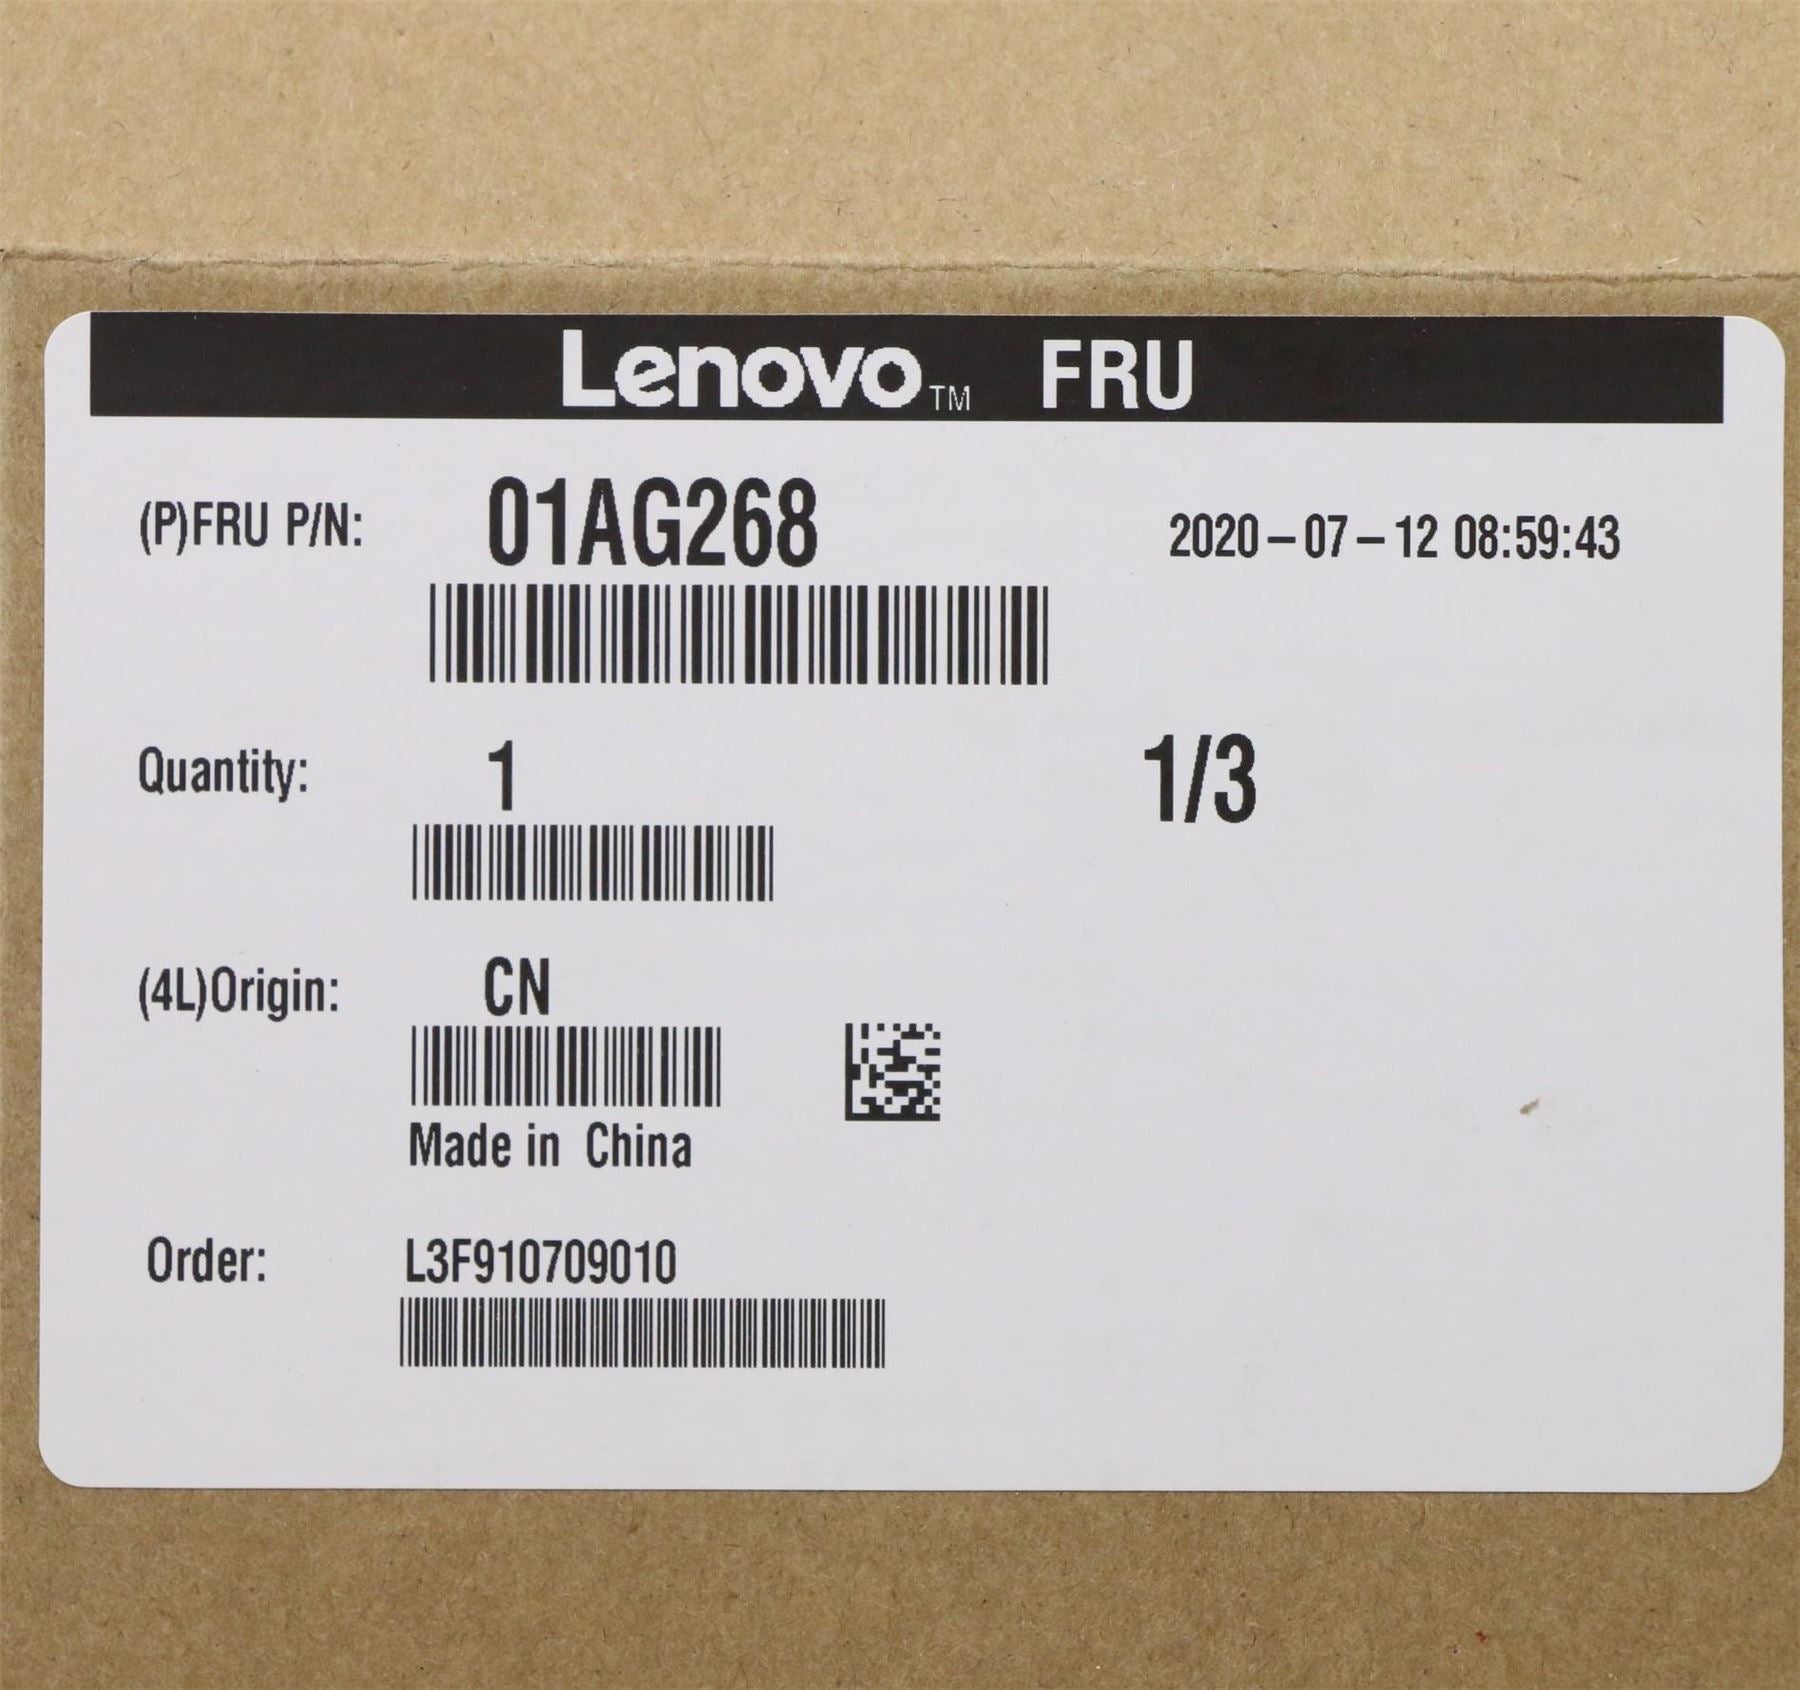 Lenovo™ FRU
(P)FRU P/N: 01AG268 2020-07-12 08:59:43
Quantity: 1 1/3
(4L)Origin: CN
Made in China
Order: L3F910709010